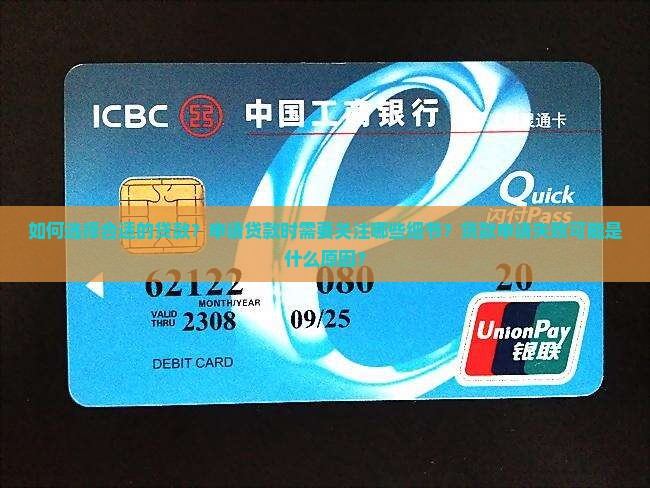 ICBC 中国工商银行
灵通卡
Quick
闪付Pass
如何选择合适的贷款？申请贷款时需要关注哪些细节？贷款申请失败可能是
什么原因？
62122 080 20
MONTH/YEAR
VALID THRU 2308 09/25
DEBIT CARD
UnionPay
银联